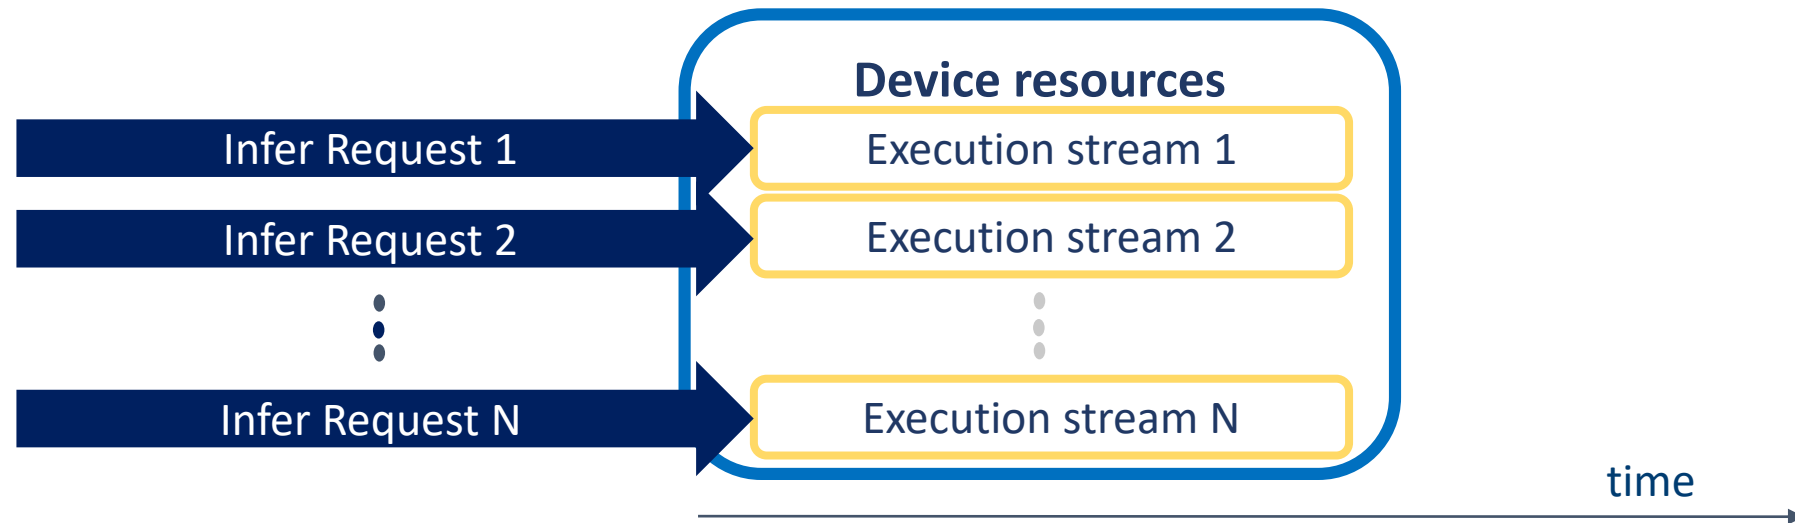 Device resources
Infer Request 1
Execution stream 1
Infer Request 2
Execution stream 2
Infer Request N
Execution stream N
time